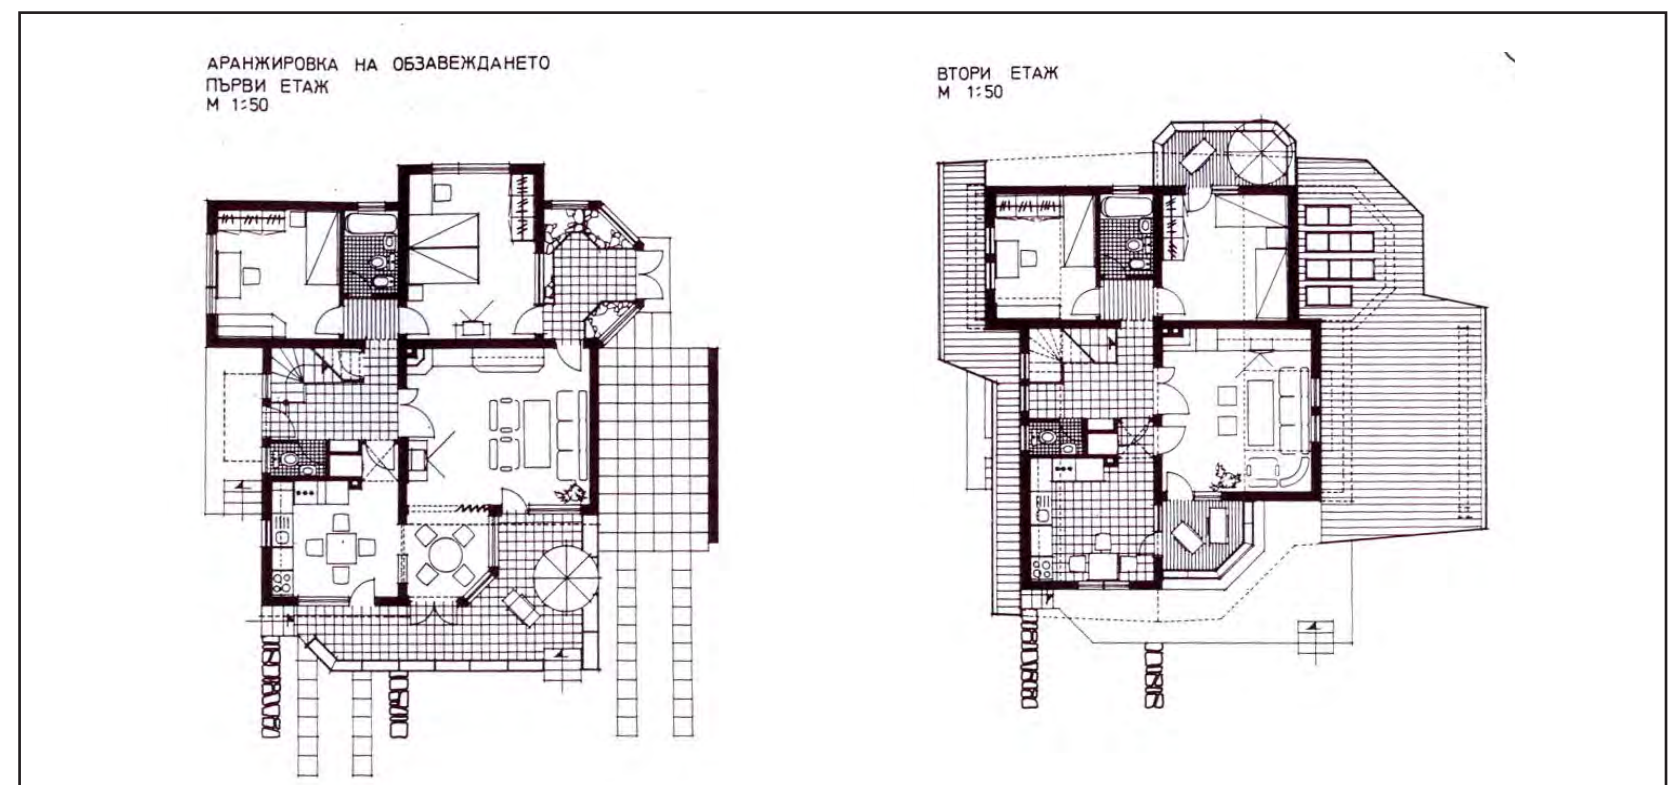 АРАНЖИРОВКА НА ОБЗАВЕЖДАНЕТО
ПЪРВИ ЕТАЖ
М 1:50
ВТОРИ ЕТАЖ
М 1:50